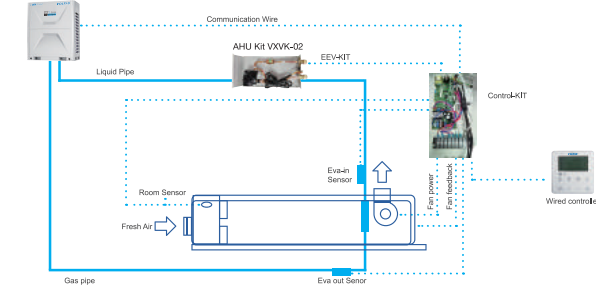 Communication Wire
AHU Kit VXVK-02
EEV-KIT
Liquid Pipe
Control-KIT
Eva-in
Sensor
Room Sensor
Fan power
Fan feedback
Wired controlle
Fresh Air
Gas pipe
Eva out Senor